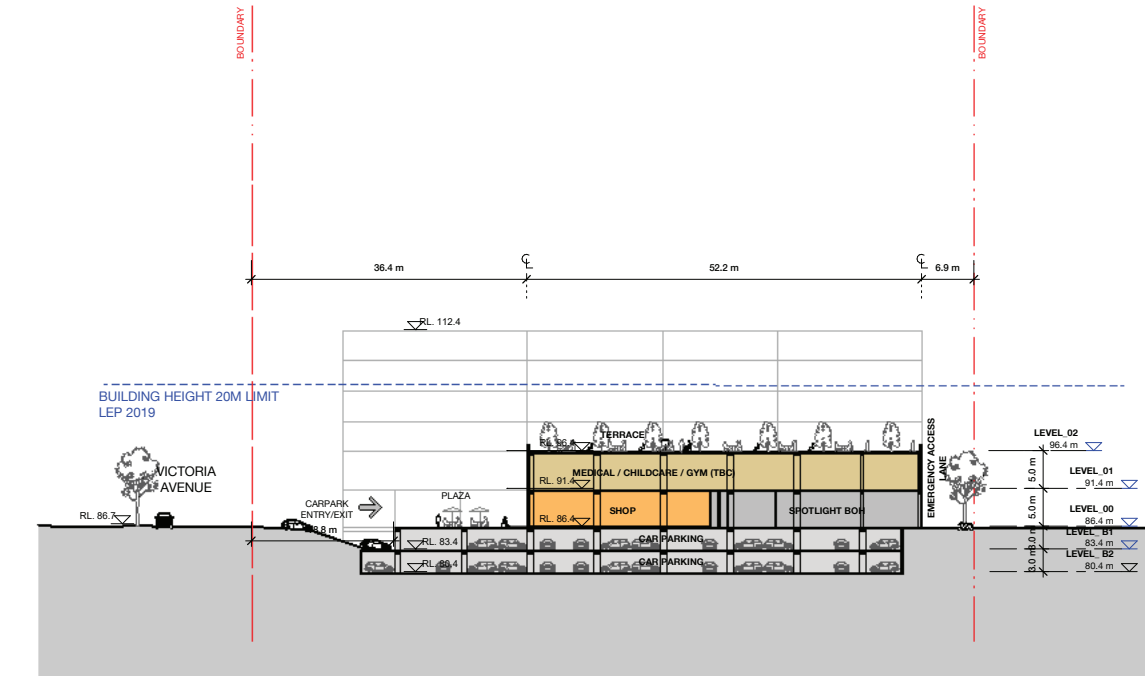 BOUNDARY
BOUNDARY
36.4 m
52.2 m
6.9 m
RL. 112.4
BUILDING HEIGHT 20M LIMIT
LEP 2019
TERRACE
MEDICAL / CHILDCARE / GYM (TBC)
RL. 91.4
VICTORIA
AVENUE
RL. 86.7
CARPARK
ENTRY/EXIT
PLAZA
RL. 86.4
SHOP
SPOTLIGHT BOH
EMERGENCY ACCESS
LANE
RL. 83.4
CAR PARKING
RL. 80.4
CAR PARKING
LEVEL_02
96.4 m
5.0 m
LEVEL_01
91.4 m
5.0 m
LEVEL_00
86.4 m
LEVEL_B1
3.0 m
83.4 m
LEVEL_B2
3.0 m
80.4 m